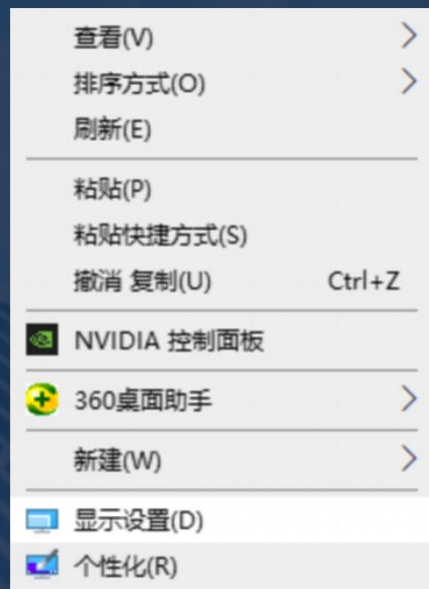 查看(V)
排序方式(O)
刷新(E)
粘贴(P)
粘贴快捷方式(S)
撤消 复制(U) Ctrl+Z
NVIDIA 控制面板
360桌面助手
新建(W)
显示设置(D)
个性化(R)